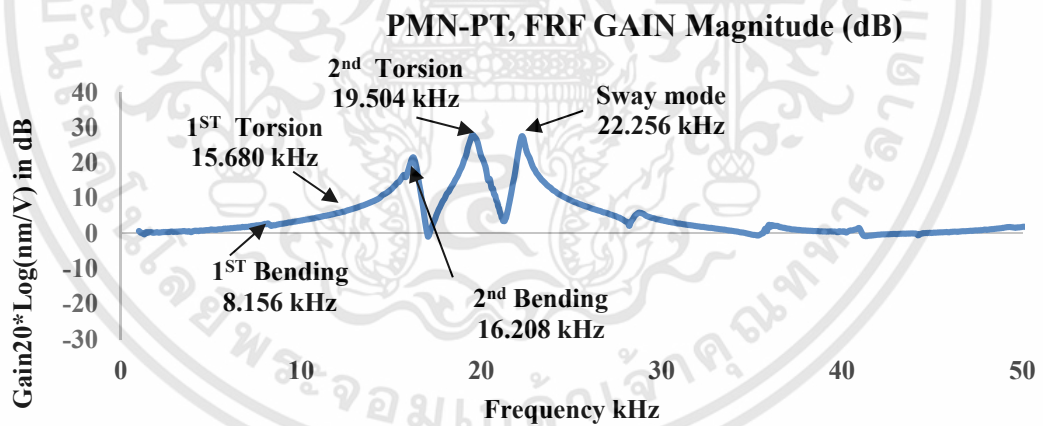 PMN-PT, FRF GAIN Magnitude (dB)
2nd Torsion
19.504 kHz
Sway mode
22.256 kHz
1ST Torsion
15.680 kHz
1ST Bending
8.156 kHz
2nd Bending
16.208 kHz
Gain20*Log(nm/V) in dB
40
30
20
10
0
-10
-20
-30
0
10
20
30
40
50
Frequency kHz